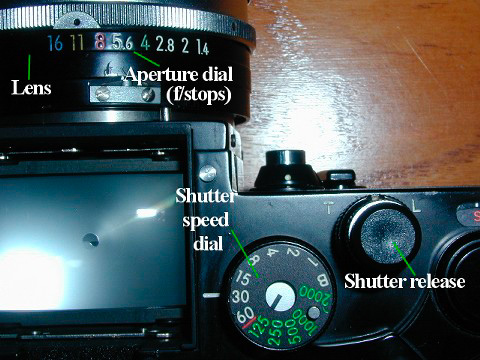 16 11 8 5.6 4 2.8 2 1.4
Lens
Aperture dial
(f/stops)
Shutter
speed
dial
T
L
S
Shutter release
8 4 2 1 B
15
30
60
125
250
500
1000
2000